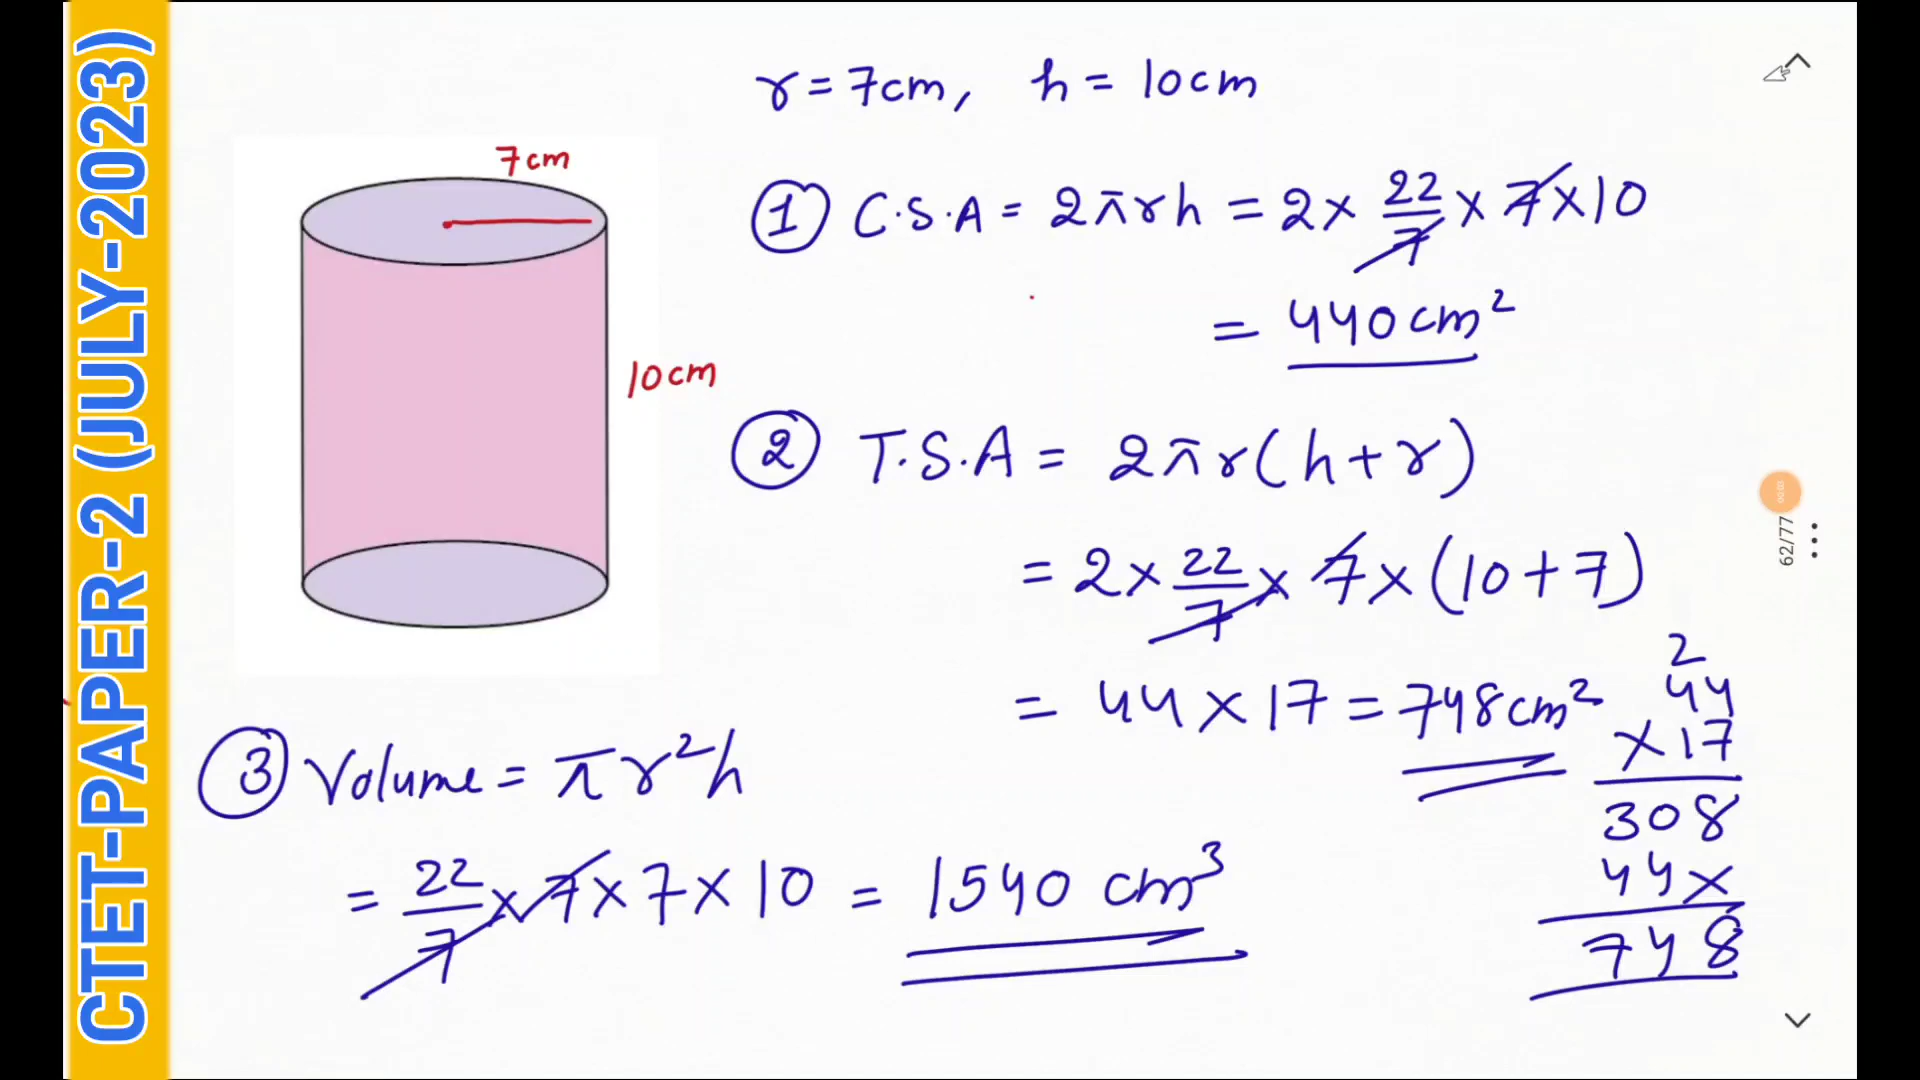 CTET-PAPER-2 (JULY-2023)
r = 7cm, h = 10cm
7cm
10cm
① C.S.A = 2πrh = 2 × 22/7 × 7 × 10
= 440 cm²
② T.S.A = 2πr(h+r)
= 2 × 22/7 × 7 × (10+7)
= 44 × 17 = 748 cm²
2
44
×17
308
44×
748
③ Volume = πr²h
= 22/7 × 7 × 7 × 10 = 1540 cm³
62/77